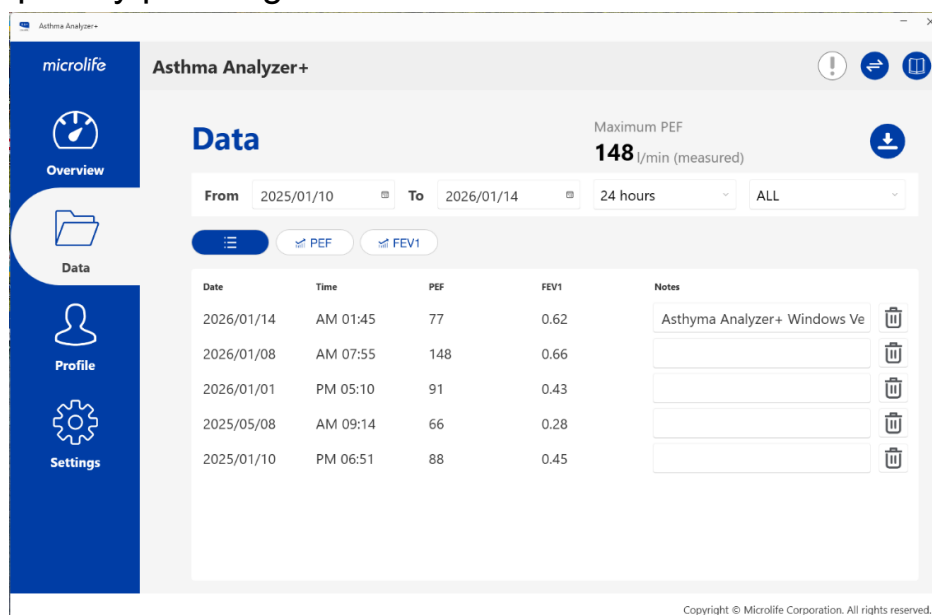 Asthma Analyzer+
microlife
Asthma Analyzer+
Overview
Data
Profile
Settings
Data
Maximum PEF
148 l/min (measured)
From 2025/01/10 To 2026/01/14 24 hours ALL
PEF FEV1
Date Time PEF FEV1 Notes
2026/01/14 AM 01:45 77 0.62 Asthyma Analyzer+ Windows Ve
2026/01/08 AM 07:55 148 0.66
2026/01/01 PM 05:10 91 0.43
2025/05/08 AM 09:14 66 0.28
2025/01/10 PM 06:51 88 0.45
Copyright © Microlife Corporation. All rights reserved.